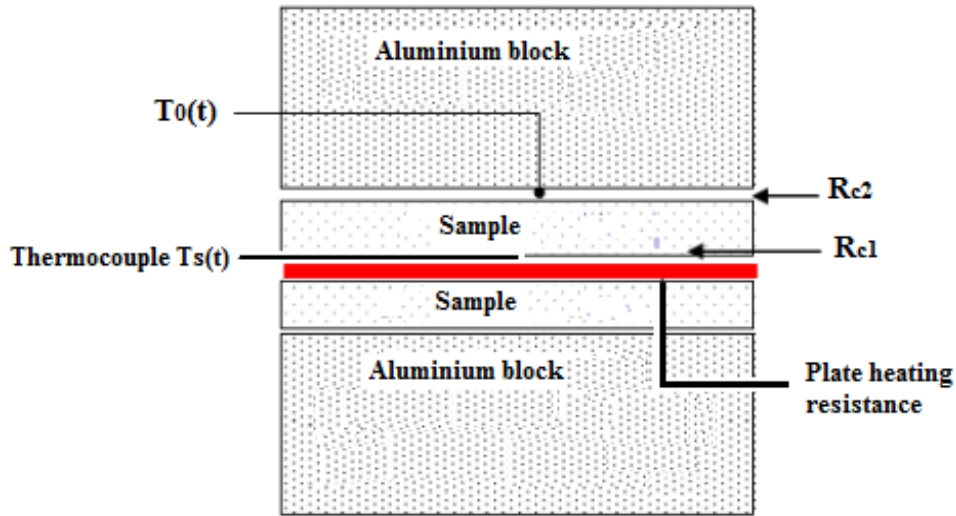 Aluminium block
T0(t)
Rc2
Sample
Rc1
Thermocouple Ts(t)
Sample
Aluminium block
Plate heating
resistance